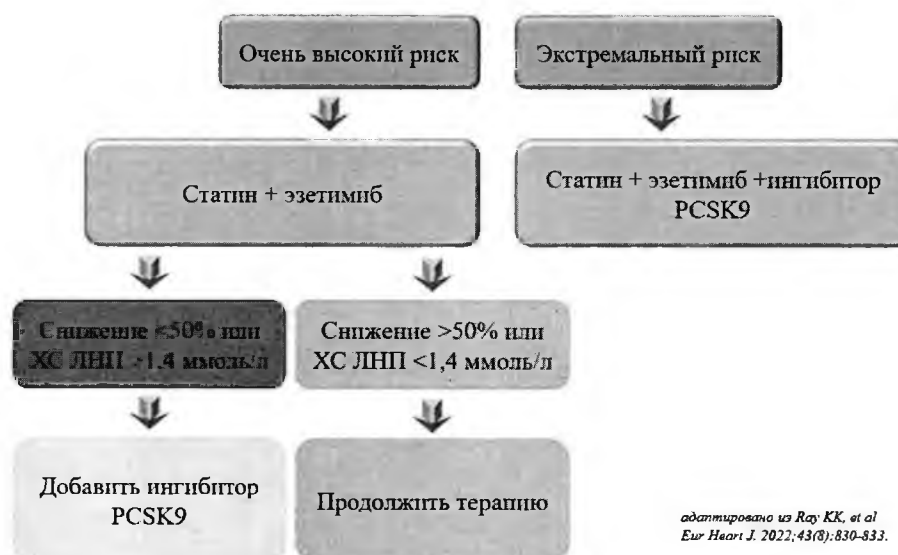 Очень высокий риск
Экстремальный риск
Статин + эзетимиб
Статин + эзетимиб +ингибитор
PCSK9
Снижение <50% или
ХС ЛНП >1,4 ммоль/л
Снижение >50% или
ХС ЛНП <1,4 ммоль/л
Добавить ингибитор
PCSK9
Продолжить терапию
адаптировано из Ray KK, et al
Eur Heart J. 2022;43(8):830-833.